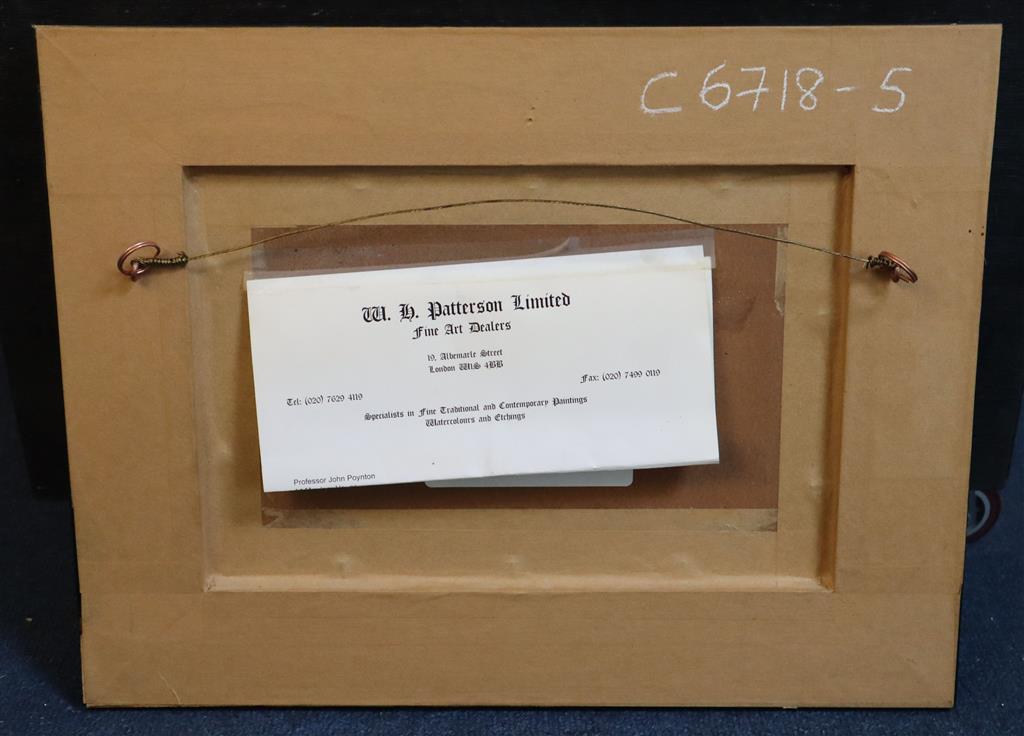 C6718-5
W. H. Patterson Limited
Fine Art Dealers
19, Albemarle Street
London W1S 4BB
Tel: (020) 7629 4119
Fax: (020) 7499 0119
Specialists in Fine Traditional and Contemporary Paintings
Watercolours and Etchings
Professor John Poynton